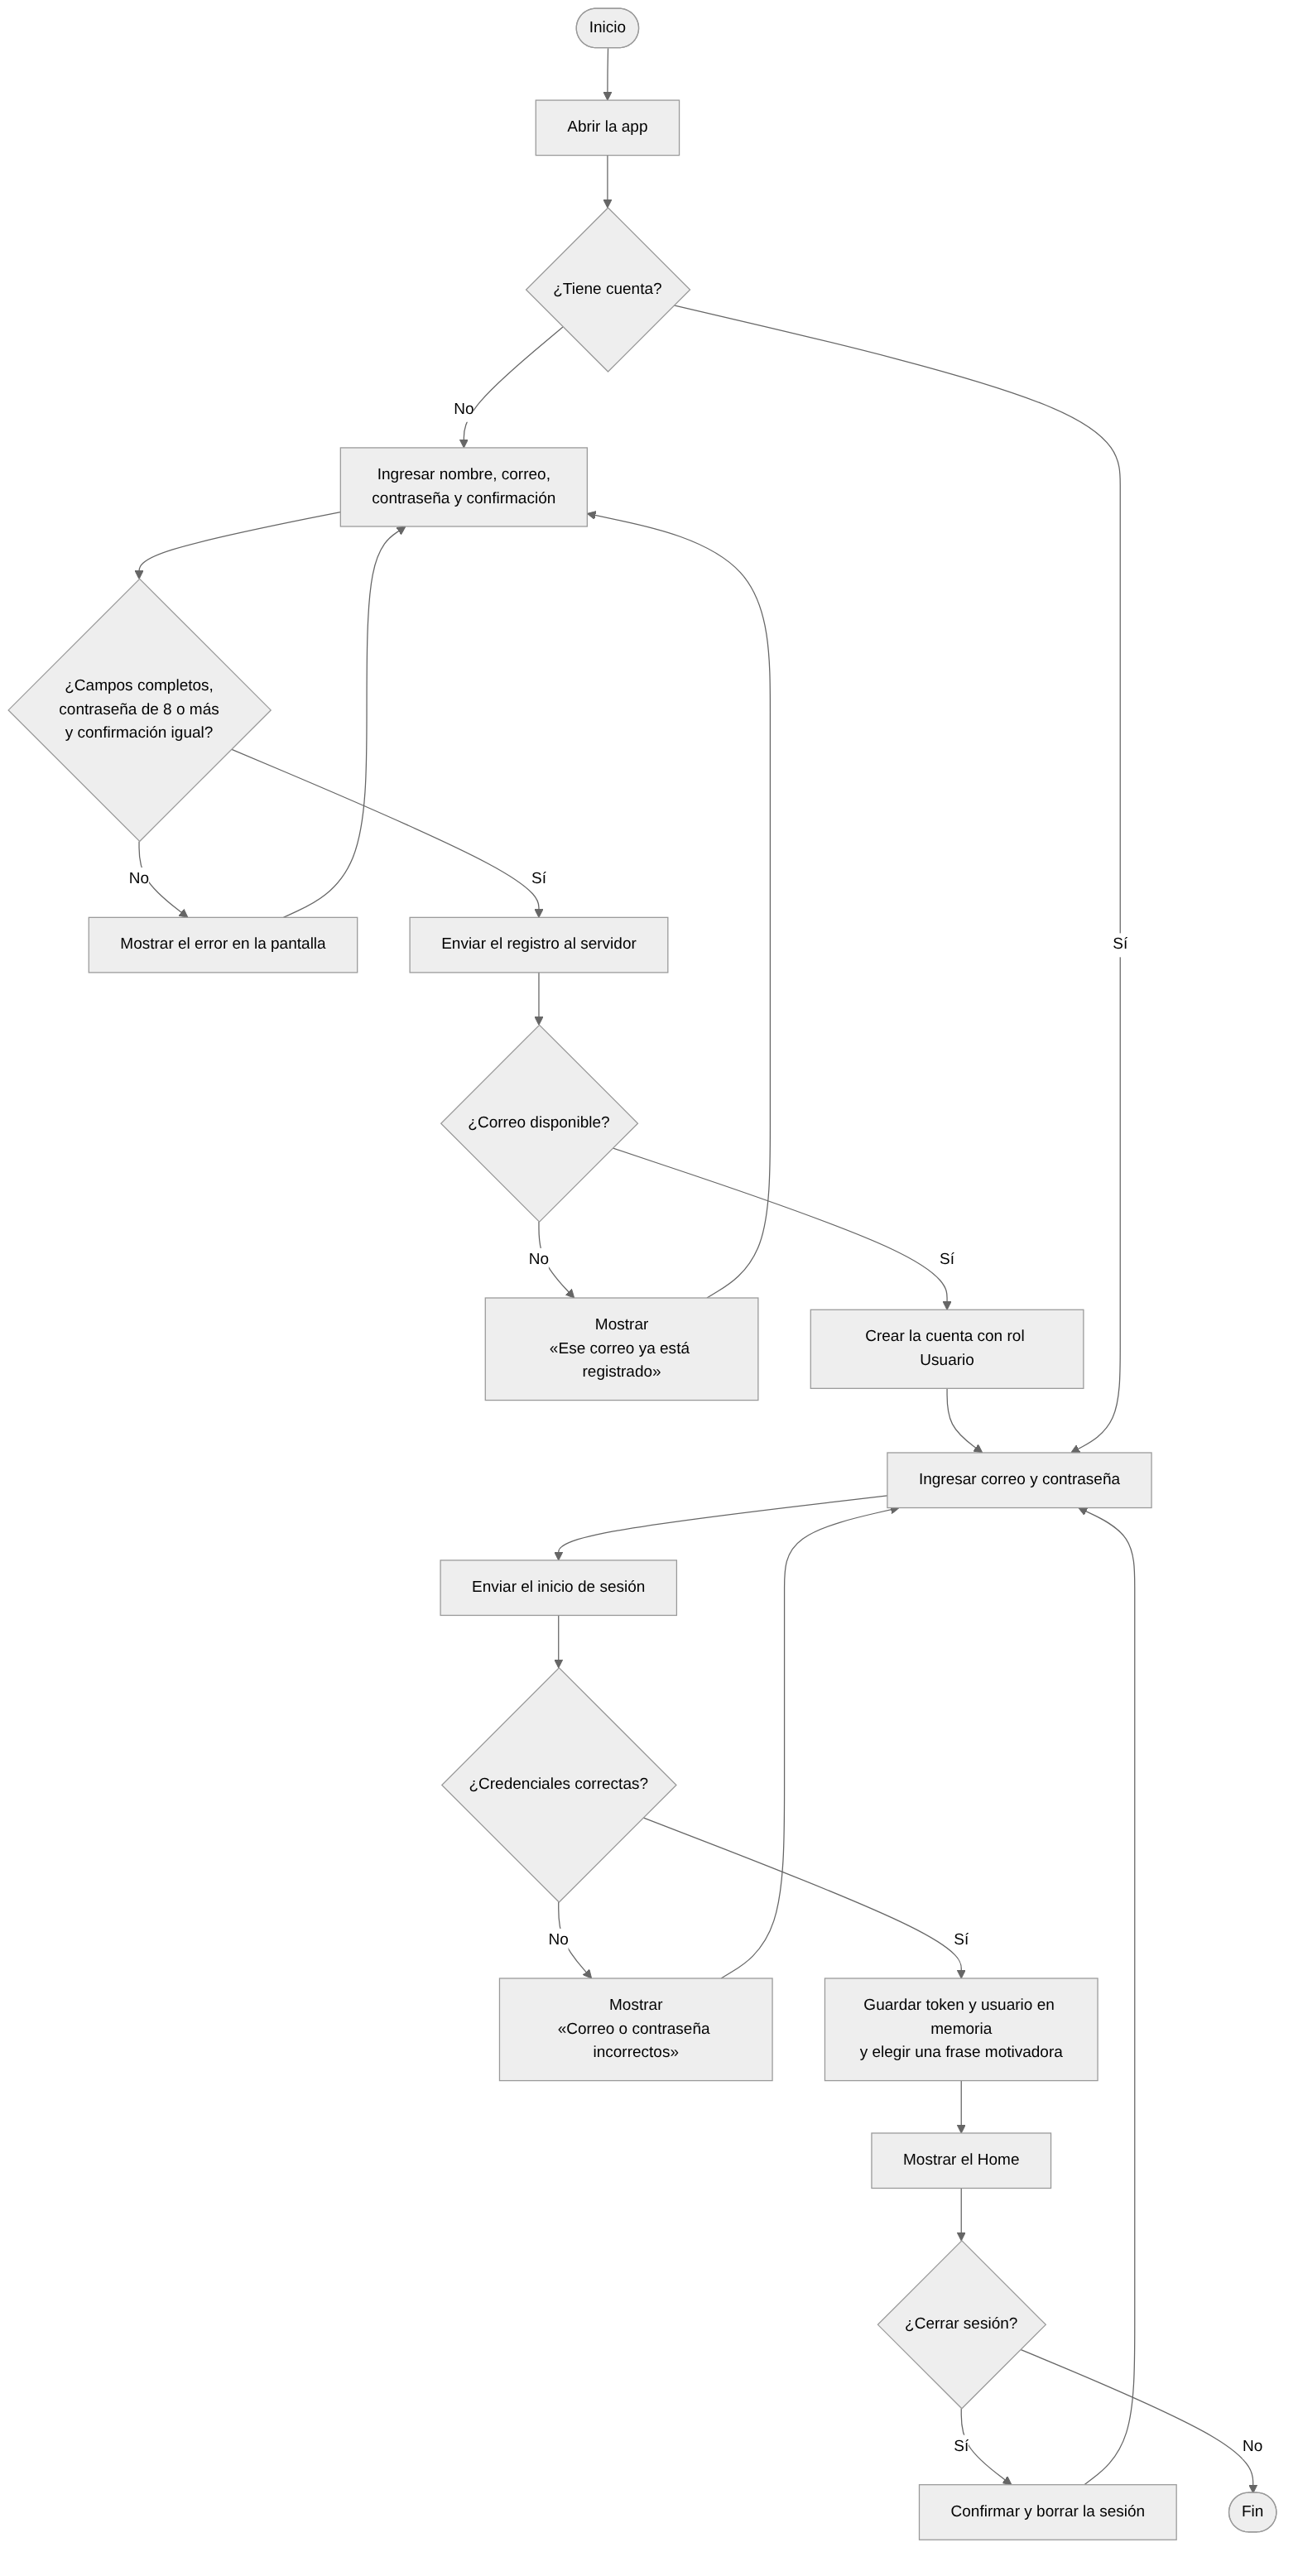 Inicio
Abrir la app
¿Tiene cuenta?
No
Ingresar nombre, correo,
contraseña y confirmación
¿Campos completos,
contraseña de 8 o más
y confirmación igual?
No
Sí
Sí
Mostrar el error en la pantalla
Enviar el registro al servidor
¿Correo disponible?
No
Sí
Mostrar
«Ese correo ya está
registrado»
Crear la cuenta con rol
Usuario
Ingresar correo y contraseña
Enviar el inicio de sesión
¿Credenciales correctas?
No
Sí
Mostrar
«Correo o contraseña
incorrectos»
Guardar token y usuario en
memoria
y elegir una frase motivadora
Mostrar el Home
¿Cerrar sesión?
Sí
No
Confirmar y borrar la sesión
Fin